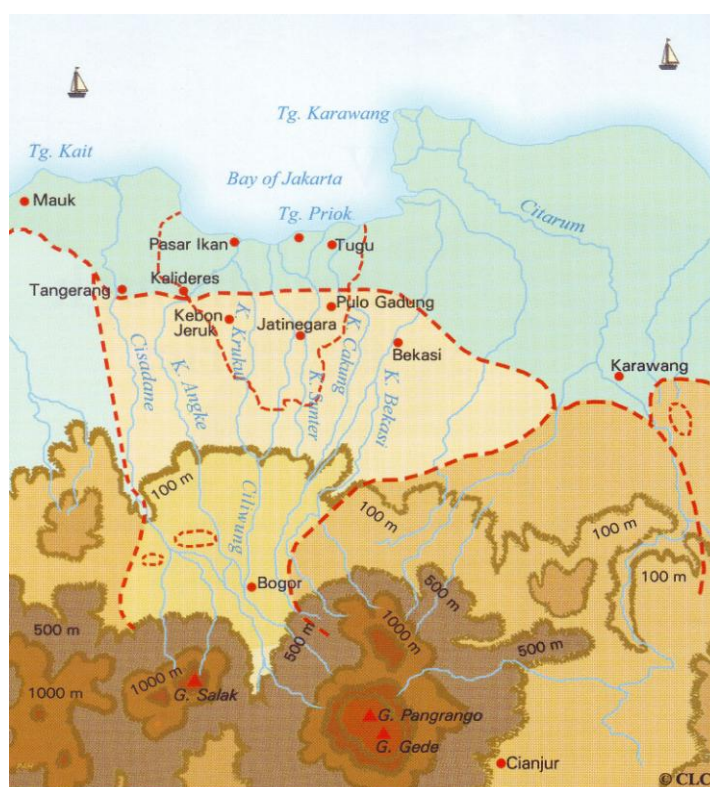 Tg. Karawang
Tg. Kait
Bay of Jakarta
Mauk
Tg. Priok
Citarum
Pasar Ikan
Tugu
Kalideres
Tangerang
Pulo Gadung
Kebon
Jeruk
K. Krukut
Jatinegara
K. Cakung
Bekasi
Karawang
Cisadane
K. Angke
K. Sunter
K. Bekasi
100 m
100 m
100 m
100 m
Ciliwung
Bogor
500 m
500 m
500 m
500 m
1000 m
1000 m
1000 m
G. Salak
G. Pangrango
G. Gede
Cianjur
© CLC